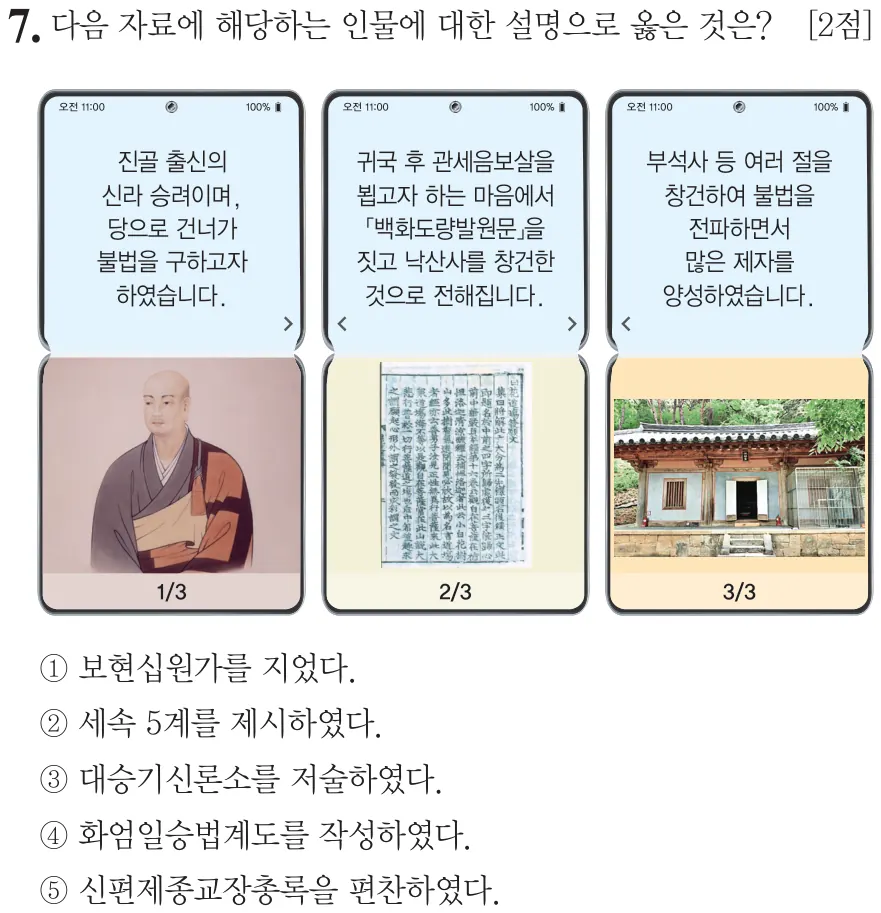 7. 다음 자료에 해당하는 인물에 대한 설명으로 옳은 것은? [2점]
오전 11:00 100%
진골 출신의
신라 승려이며,
당으로 건너가
불법을 구하고자
하였습니다.
1/3
오전 11:00 100%
귀국 후 관세음보살을
뵙고자 하는 마음에서
「백화도량발원문」을
짓고 낙산사를 창건한
것으로 전해집니다.
2/3
오전 11:00 100%
부석사 등 여러 절을
창건하여 불법을
전파하면서
많은 제자를
양성하였습니다.
3/3
① 보현십원가를 지었다.
② 세속 5계를 제시하였다.
③ 대승기신론소를 저술하였다.
④ 화엄일승법계도를 작성하였다.
⑤ 신편제종교장총록을 편찬하였다.